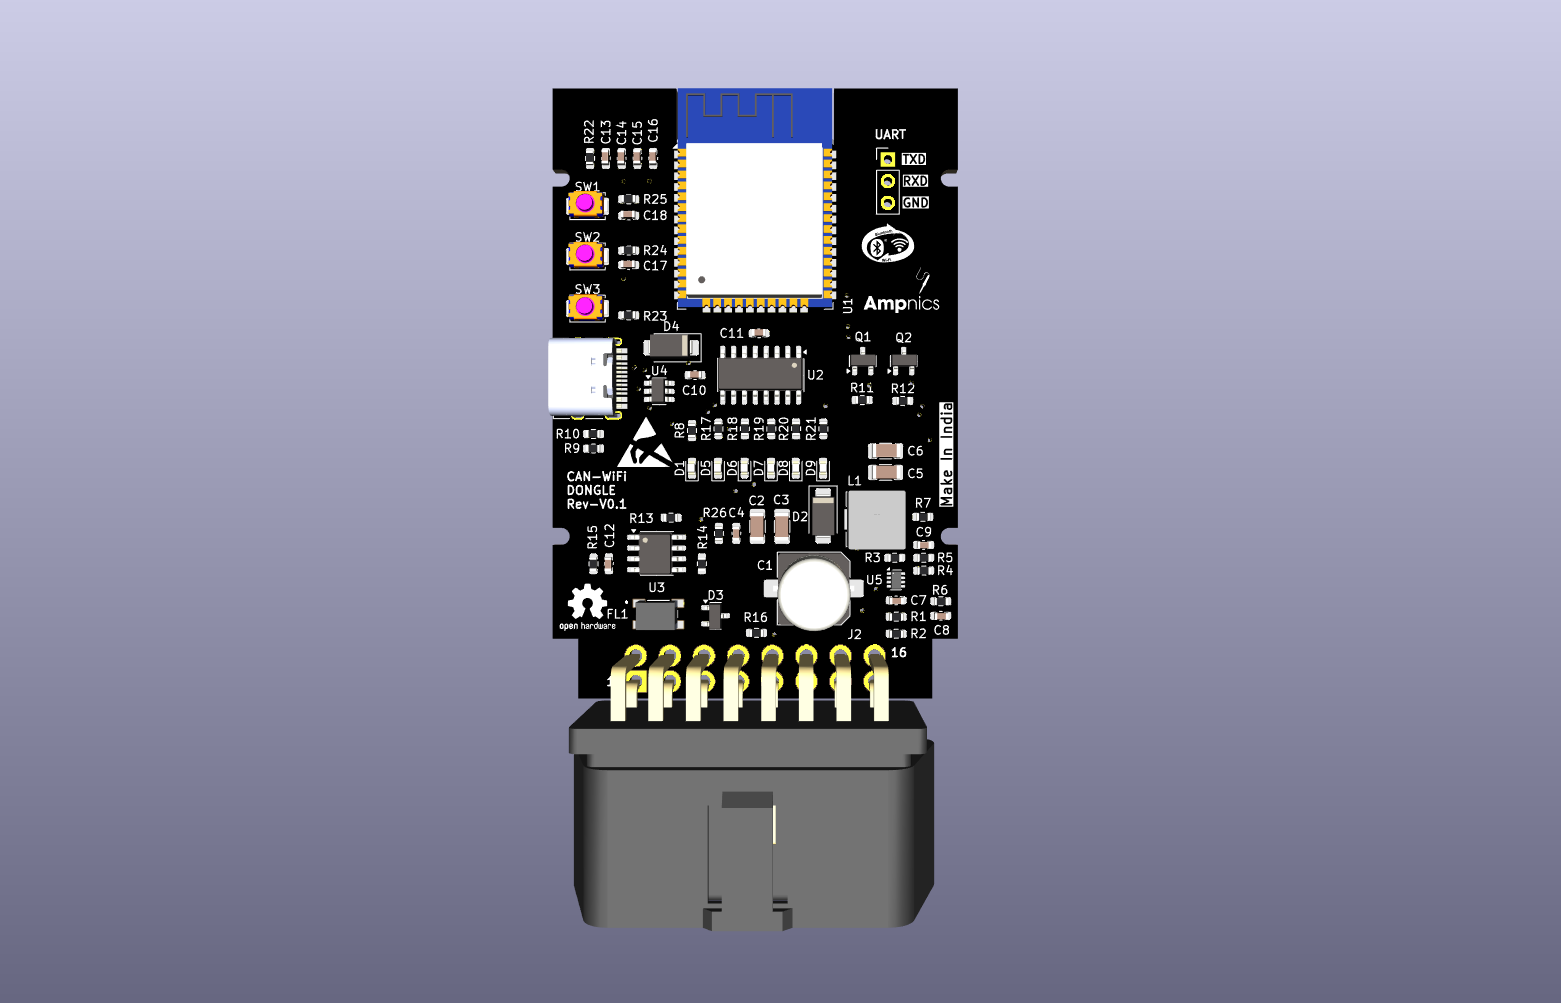 R22
C13
C14
C15
C16
UART
TXD
RXD
GND
SW1
R25
C18
SW2
R24
C17
SW3
R23
U1
Ampnics
D4
C11
Q1
Q2
U4
U2
C10
R11
R12
R10
R9
R8
R17
R18
R19
R20
R21
C6
C5
Make In India
D1
D5
D6
D7
D8
D9
CAN-WiFi
DONGLE
Rev-V0.1
L1
R13
R26
C4
C2
C3
D2
R7
R15
C12
R14
C9
R3
R5
R4
C1
U5
U3
FL1
D3
R16
C7
R6
R1
C8
R2
J2
16
open hardware